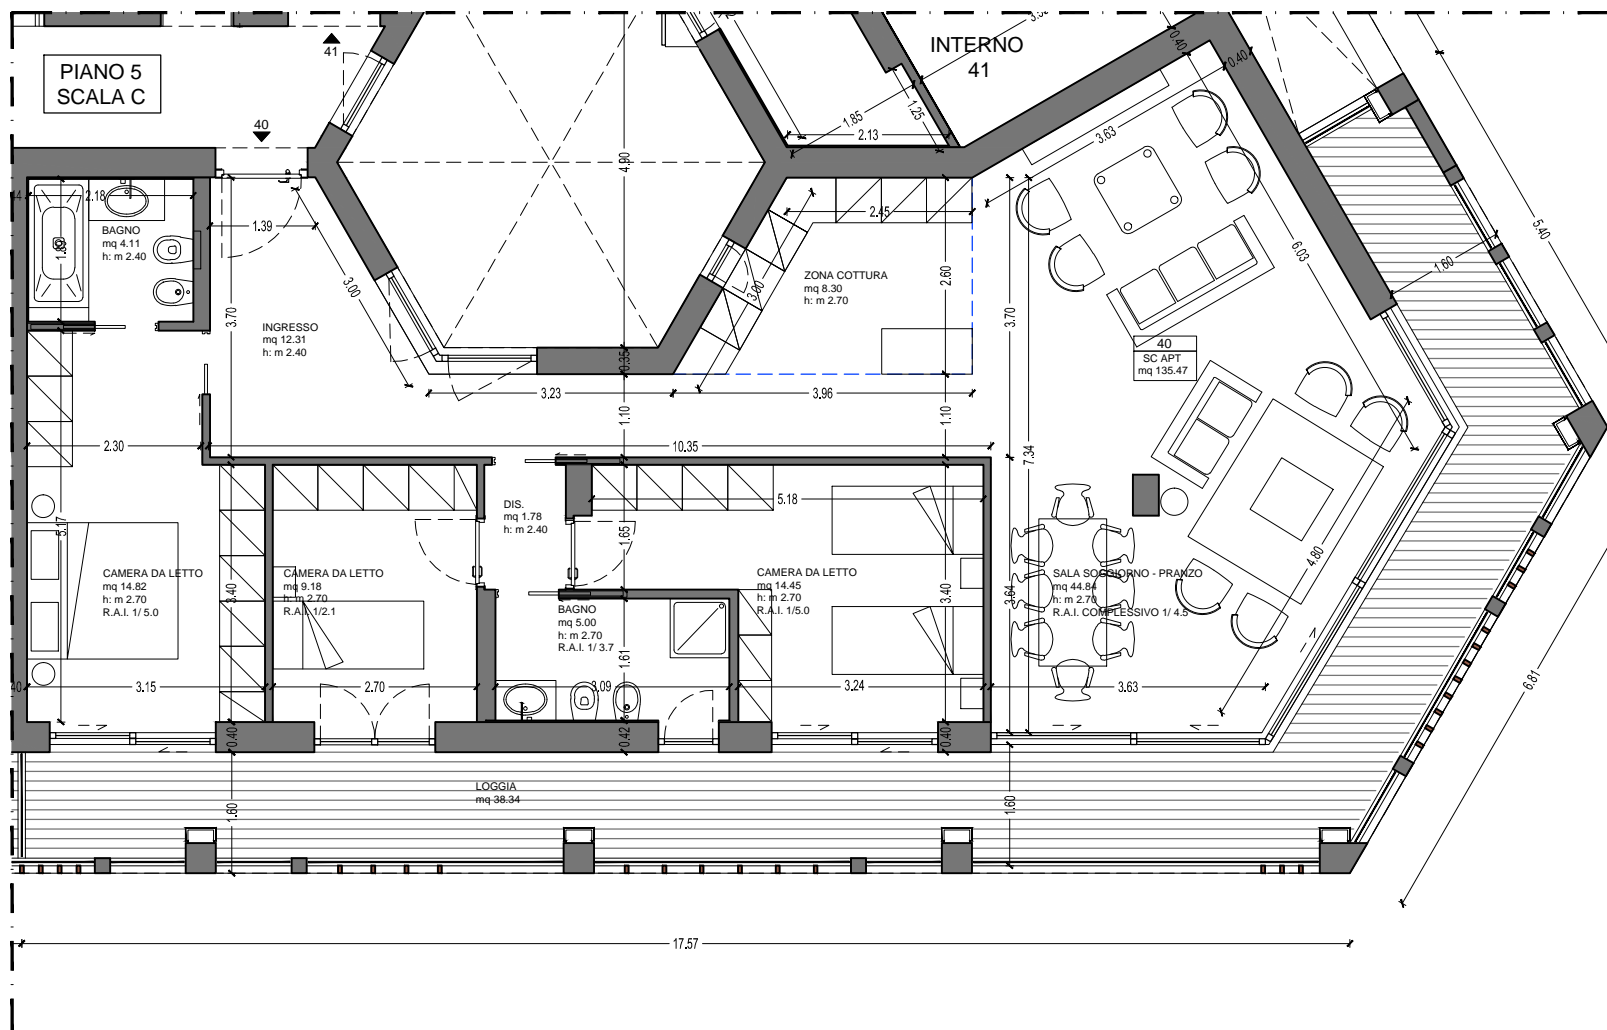 PIANO 5
SCALA C
41
40
INTERNO
41
3.63
0.40
0.40
1.85
1.25
2.13
4.90
2.18
BAGNO
mq 4.11
h: m 2.40
1.39
3.00
3.70
INGRESSO
mq 12.31
h: m 2.40
2.45
3.00
ZONA COTTURA
mq 8.30
h: m 2.70
2.60
3.70
6.03
1.60
5.40
40
SC APT
mq 135.47
0.35
3.23
3.96
1.10
1.10
2.30
10.35
7.34
5.17
5.18
DIS.
mq 1.78
h: m 2.40
1.65
4.80
CAMERA DA LETTO
mq 14.82
h: m 2.70
R.A.I. 1/ 5.0
3.40
CAMERA DA LETTO
mq 9.18
h: m 2.70
R.A.I. 1/2.1
CAMERA DA LETTO
mq 14.45
h: m 2.70
R.A.I. 1/5.0
3.40
3.64
SALA SOGGIORNO - PRANZO
mq 44.84
h: m 2.70
R.A.I. COMPLESSIVO 1/ 4.5
BAGNO
mq 5.00
h: m 2.70
R.A.I. 1/ 3.7
1.61
3.15
2.70
3.09
3.24
3.63
6.81
0.40
0.42
0.40
LOGGIA
mq 38.34
1.60
1.60
17.57